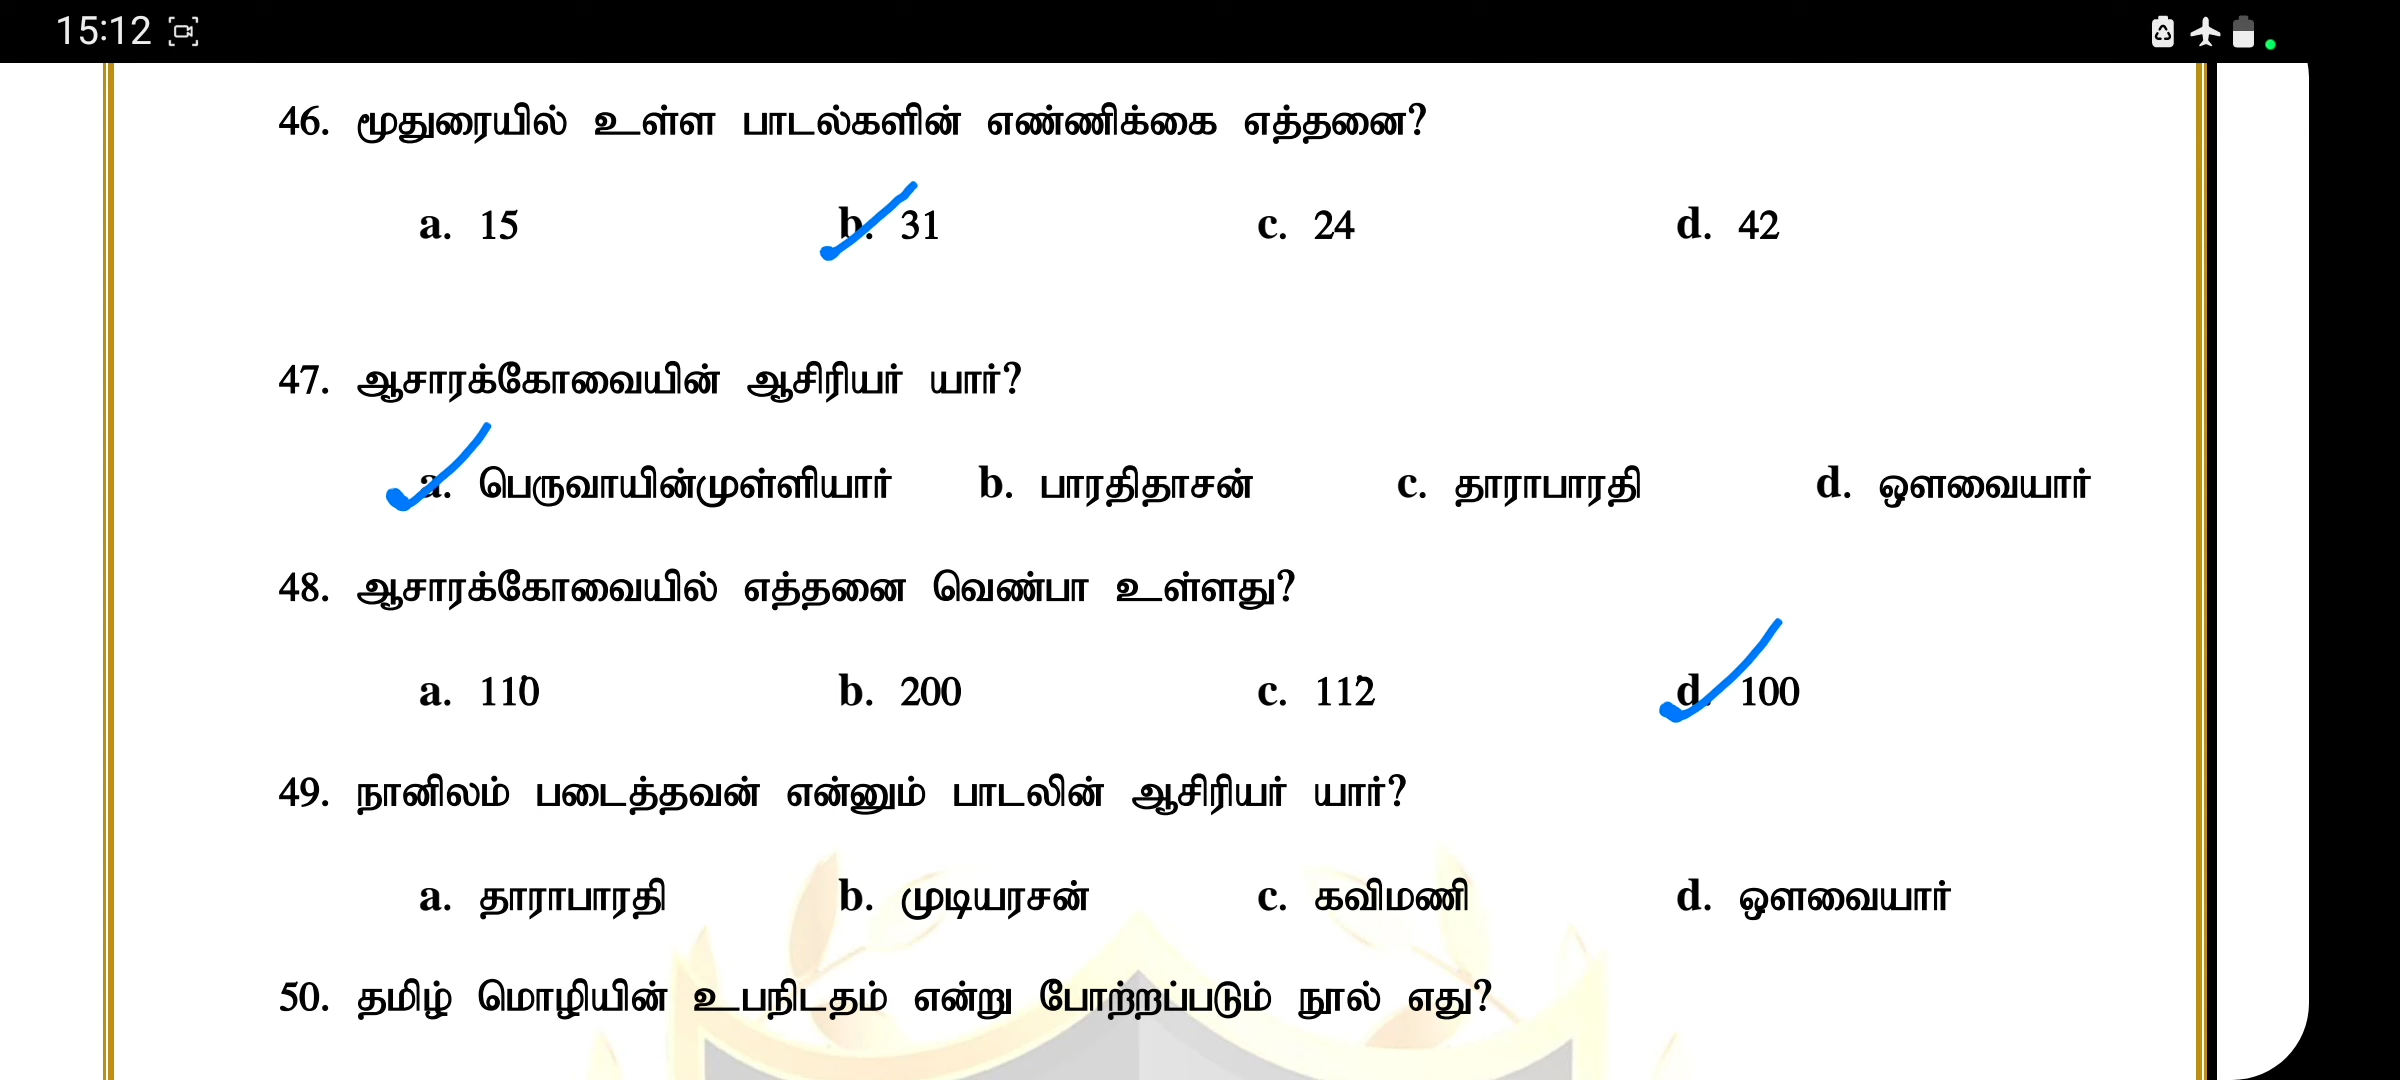 15:12
46. மூதுரையில் உள்ள பாடல்களின் எண்ணிக்கை எத்தனை?
a. 15 b. 31 c. 24 d. 42
47. ஆசாரக்கோவையின் ஆசிரியர் யார்?
a. பெருவாயின்முள்ளியார் b. பாரதிதாசன் c. தாராபாரதி d. ஒளவையார்
48. ஆசாரக்கோவையில் எத்தனை வெண்பா உள்ளது?
a. 110 b. 200 c. 112 d. 100
49. நானிலம் படைத்தவன் என்னும் பாடலின் ஆசிரியர் யார்?
a. தாராபாரதி b. முடியரசன் c. கவிமணி d. ஒளவையார்
50. தமிழ் மொழியின் உபநிடதம் என்று போற்றப்படும் நூல் எது?